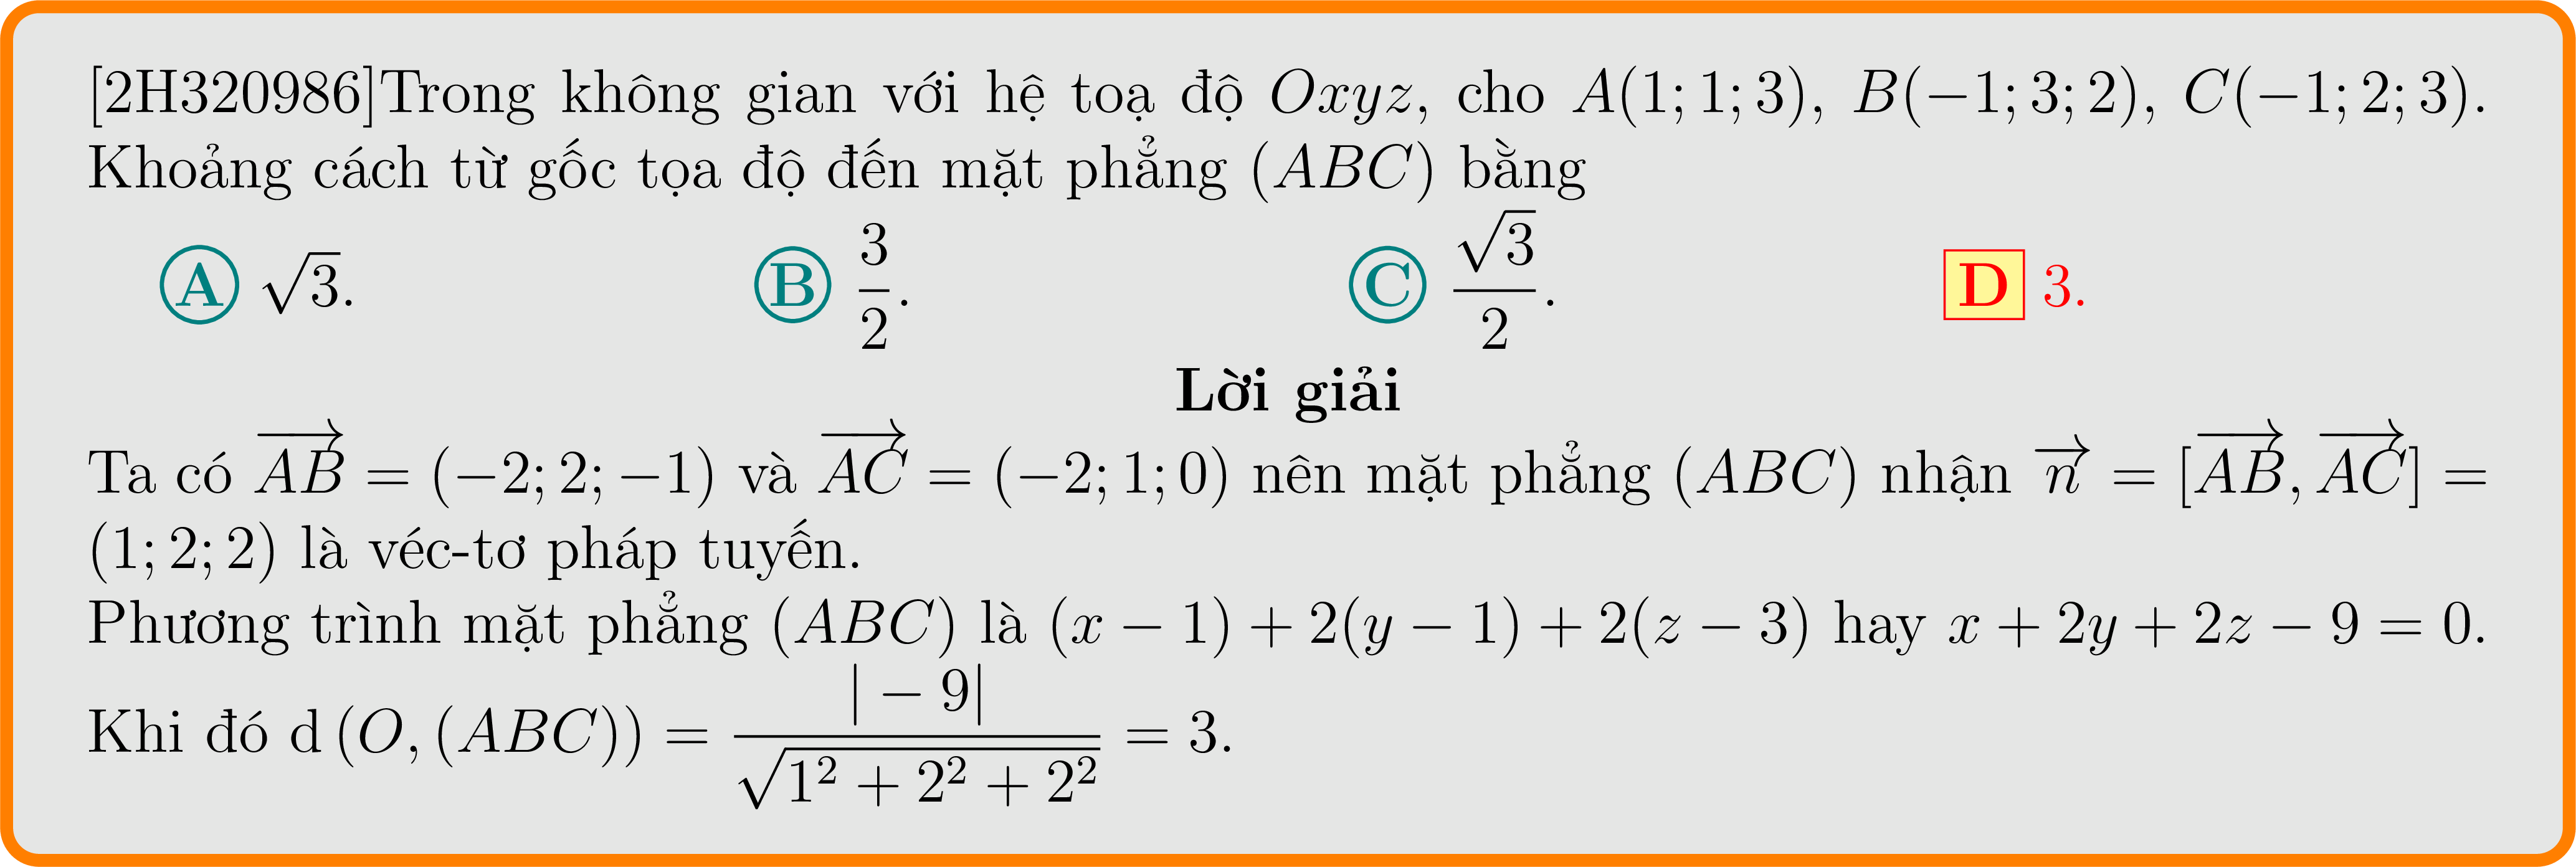 [2H320986]Trong không gian với hệ toạ độ $Oxyz$, cho $A(1;1;3)$, $B(-1;3;2)$, $C(-1;2;3)$.
Khoảng cách từ gốc tọa độ đến mặt phẳng $(ABC)$ bằng
A $\sqrt{3}$. B $\dfrac{3}{2}$. C $\dfrac{\sqrt{3}}{2}$. D 3.
Lời giải
Ta có $\overrightarrow{AB} = (-2;2;-1)$ và $\overrightarrow{AC} = (-2;1;0)$ nên mặt phẳng $(ABC)$ nhận $\overrightarrow{n} = [\overrightarrow{AB}, \overrightarrow{AC}] =$
$(1;2;2)$ là véc-tơ pháp tuyến.
Phương trình mặt phẳng $(ABC)$ là $(x-1)+2(y-1)+2(z-3)$ hay $x+2y+2z-9=0$.
Khi đó $\mathrm{d}\,(O,(ABC)) = \dfrac{|-9|}{\sqrt{1^2+2^2+2^2}} = 3$.